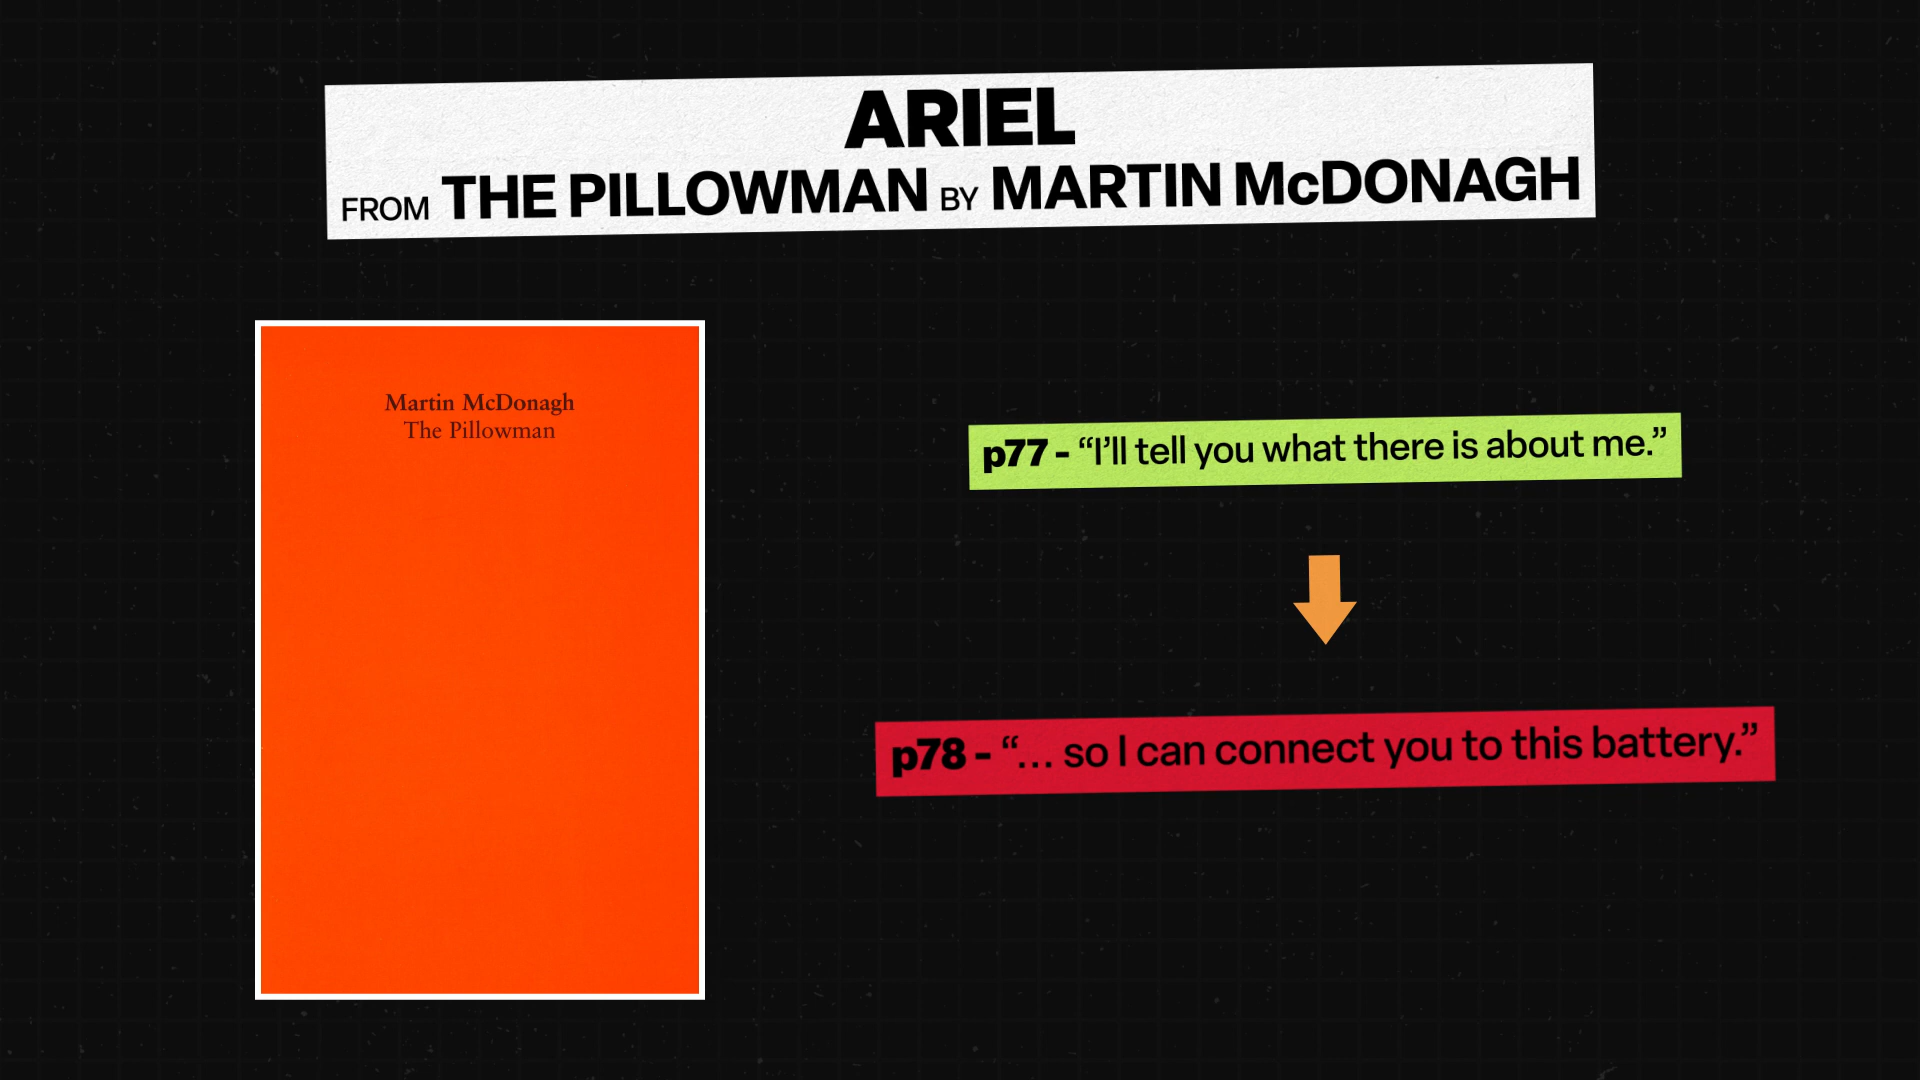 ARIEL
FROM THE PILLOWMAN BY MARTIN McDONAGH
Martin McDonagh
The Pillowman
p77 - “I’ll tell you what there is about me.”
p78 - “… so I can connect you to this battery.”